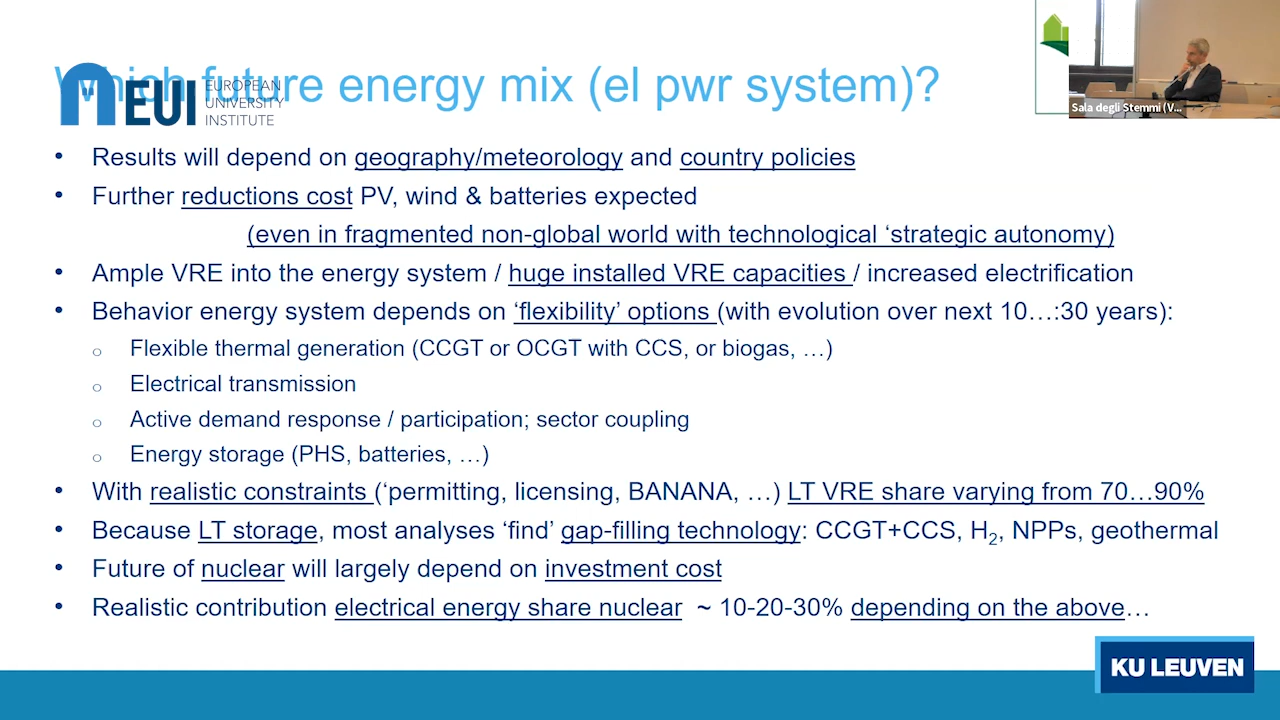 Which future energy mix (el pwr system)?
EUI
EUROPEAN
UNIVERSITY
INSTITUTE
Sala degli Stemmi (V...
• Results will depend on geography/meteorology and country policies
• Further reductions cost PV, wind & batteries expected
(even in fragmented non-global world with technological ‘strategic autonomy)
• Ample VRE into the energy system / huge installed VRE capacities / increased electrification
• Behavior energy system depends on ‘flexibility’ options (with evolution over next 10…:30 years):
o Flexible thermal generation (CCGT or OCGT with CCS, or biogas, …)
o Electrical transmission
o Active demand response / participation; sector coupling
o Energy storage (PHS, batteries, …)
• With realistic constraints (‘permitting, licensing, BANANA, …) LT VRE share varying from 70…90%
• Because LT storage, most analyses ‘find’ gap-filling technology: CCGT+CCS, H₂, NPPs, geothermal
• Future of nuclear will largely depend on investment cost
• Realistic contribution electrical energy share nuclear ~ 10-20-30% depending on the above…
KU LEUVEN